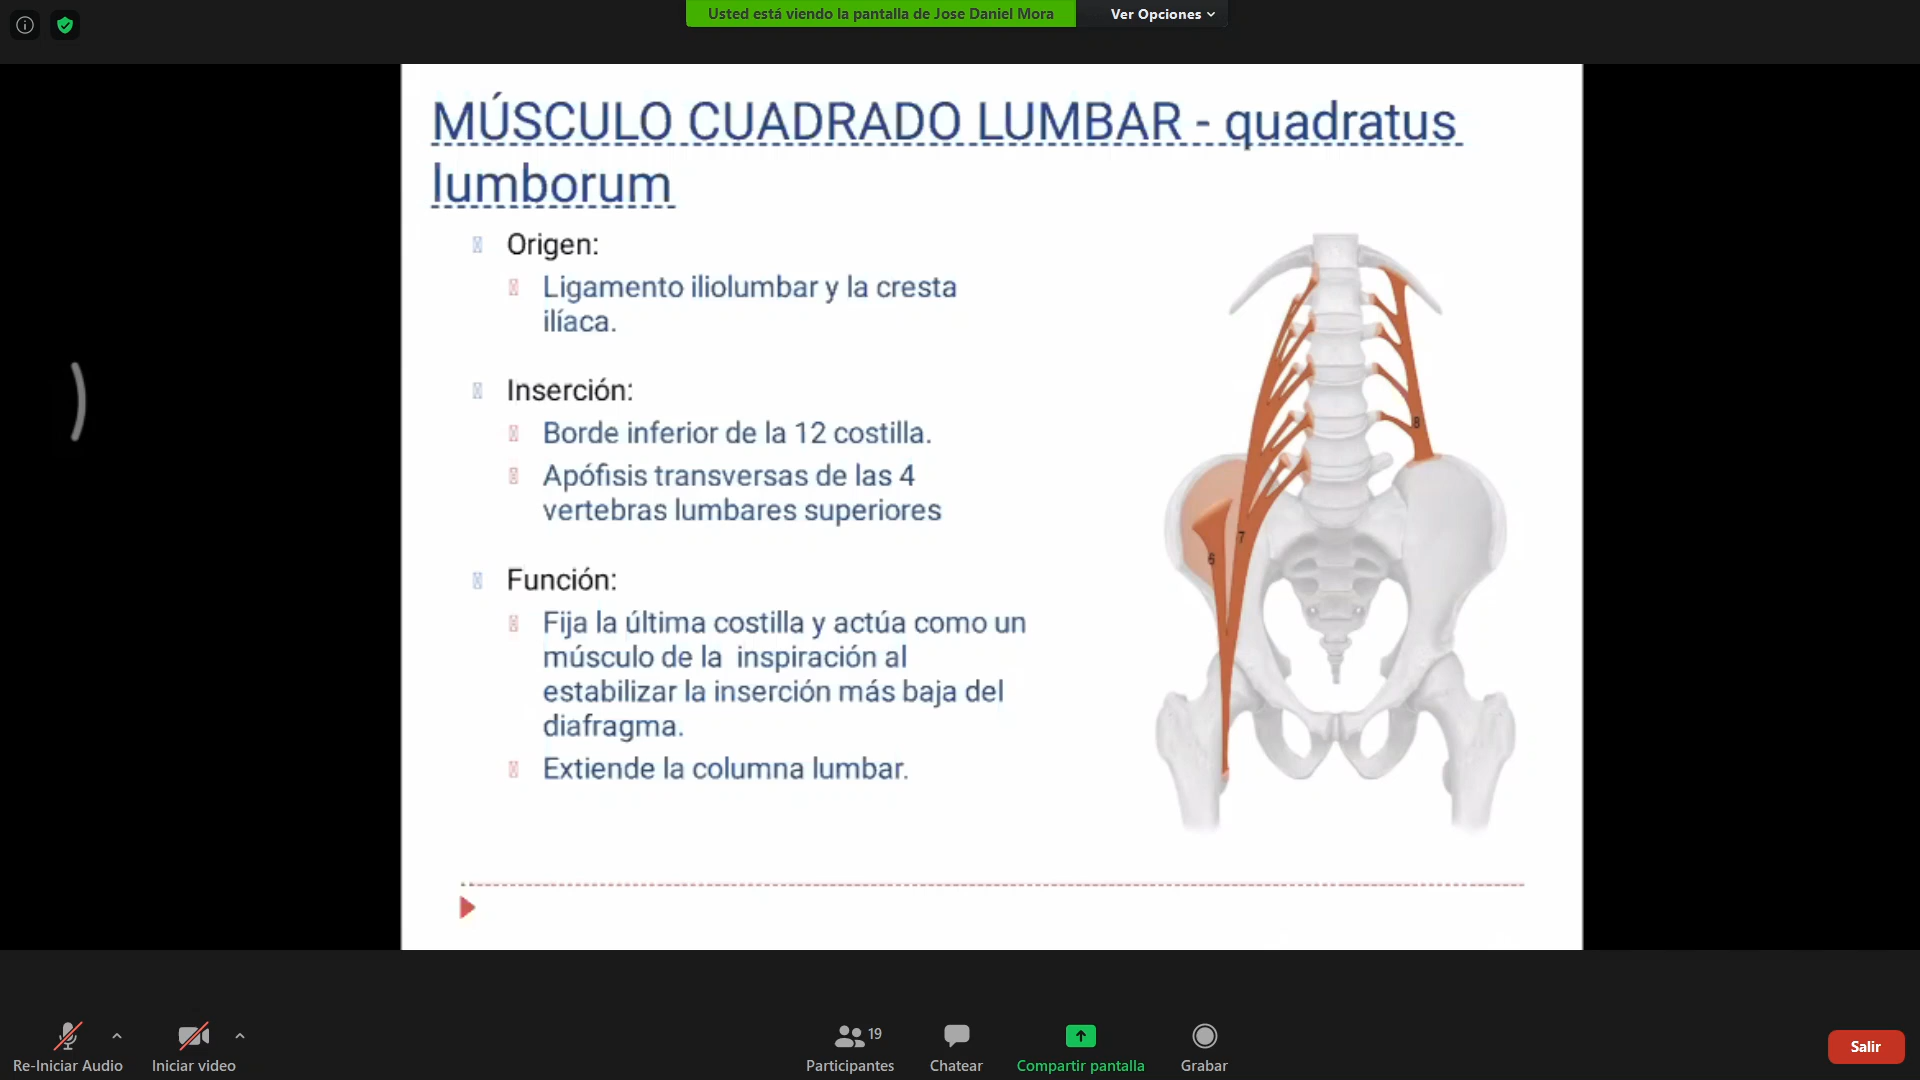 Usted está viendo la pantalla de Jose Daniel Mora
Ver Opciones
MÚSCULO CUADRADO LUMBAR - quadratus
lumborum
Origen:
Ligamento iliolumbar y la cresta
ilíaca.
Inserción:
Borde inferior de la 12 costilla.
Apófisis transversas de las 4
vertebras lumbares superiores
Función:
Fija la última costilla y actúa como un
músculo de la inspiración al
estabilizar la inserción más baja del
diafragma.
Extiende la columna lumbar.
8
7
6
Re-Iniciar Audio
Iniciar video
19
Participantes
Chatear
Compartir pantalla
Grabar
Salir